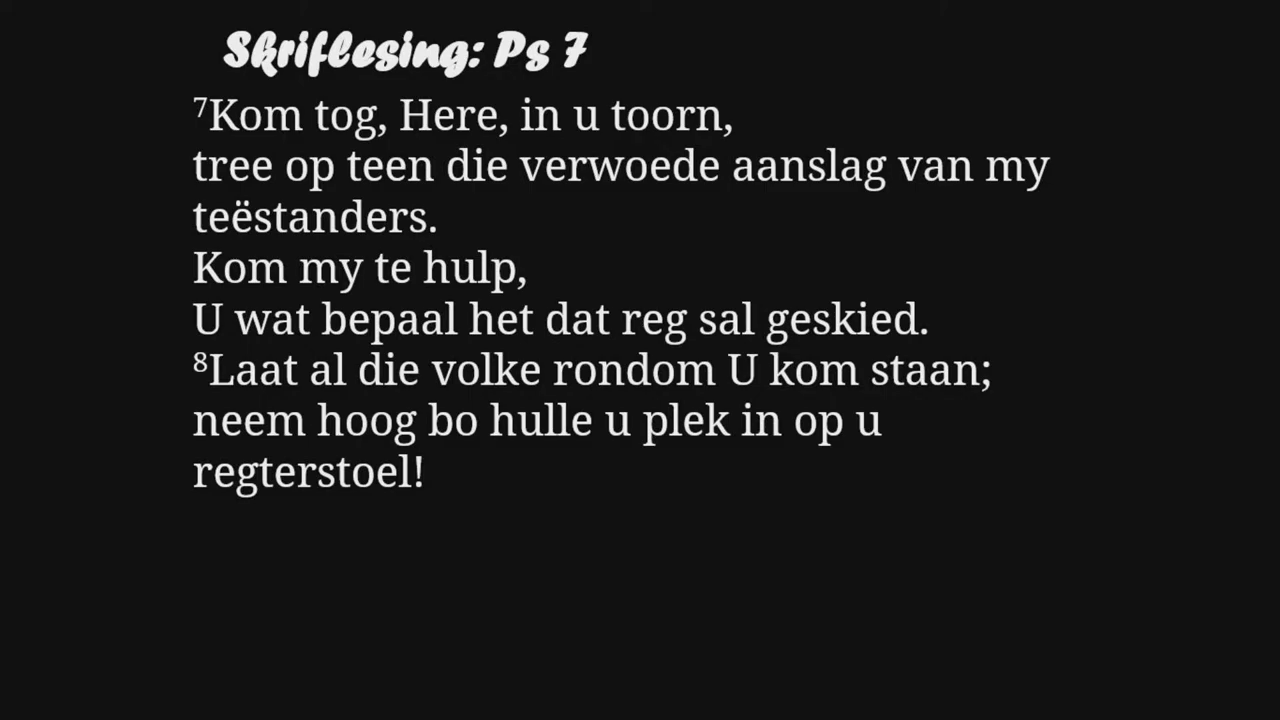 Skriflesing: Ps 7
⁷Kom tog, Here, in u toorn,
tree op teen die verwoede aanslag van my
teëstanders.
Kom my te hulp,
U wat bepaal het dat reg sal geskied.
⁸Laat al die volke rondom U kom staan;
neem hoog bo hulle u plek in op u
regterstoel!